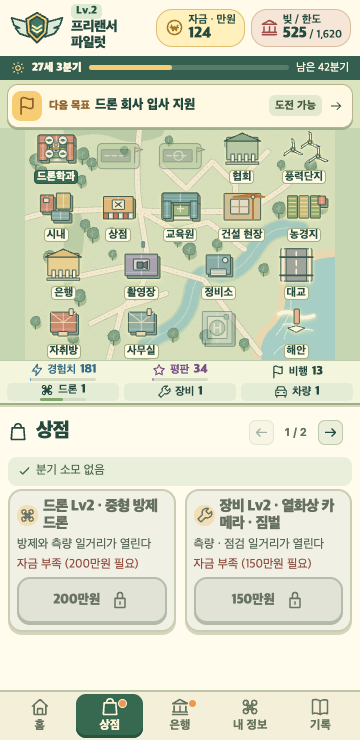 Lv.2
프리랜서
파일럿
자금 · 만원
124
빚 / 한도
525 / 1,620
27세 3분기
남은 42분기
다음 목표 드론 회사 입사 지원
도전 가능 →
드론학과
협회
풍력단지
시내
상점
교육원
건설 현장
농경지
은행
촬영장
정비소
대교
자취방
사무실
H
해안
경험치 181
평판 34
비행 13
드론 1
장비 1
차량 1
상점
← 1 / 2 →
분기 소모 없음
드론 Lv2 · 중형 방제
드론
방제와 측량 일거리가 열린다
자금 부족 (200만원 필요)
200만원
장비 Lv2 · 열화상 카
메라 · 짐벌
측량 · 점검 일거리가 열린다
자금 부족 (150만원 필요)
150만원
홈
상점
은행
내 정보
기록